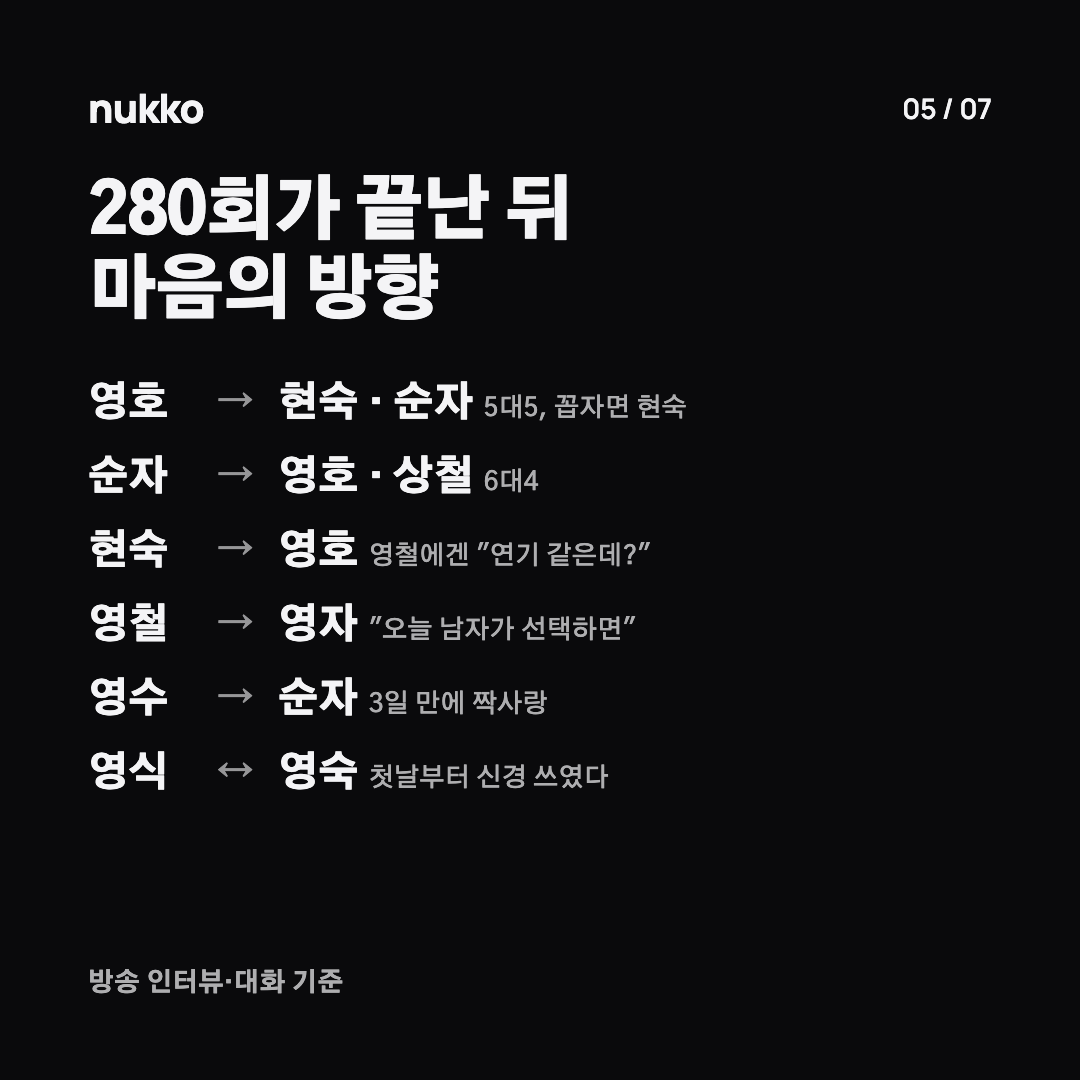 nukko
05 / 07
280회가 끝난 뒤
마음의 방향
영호 → 현숙 · 순자 5대5, 꼽자면 현숙
순자 → 영호 · 상철 6대4
현숙 → 영호 영철에겐 "연기 같은데?"
영철 → 영자 "오늘 남자가 선택하면"
영수 → 순자 3일 만에 짝사랑
영식 ↔ 영숙 첫날부터 신경 쓰였다
방송 인터뷰·대화 기준